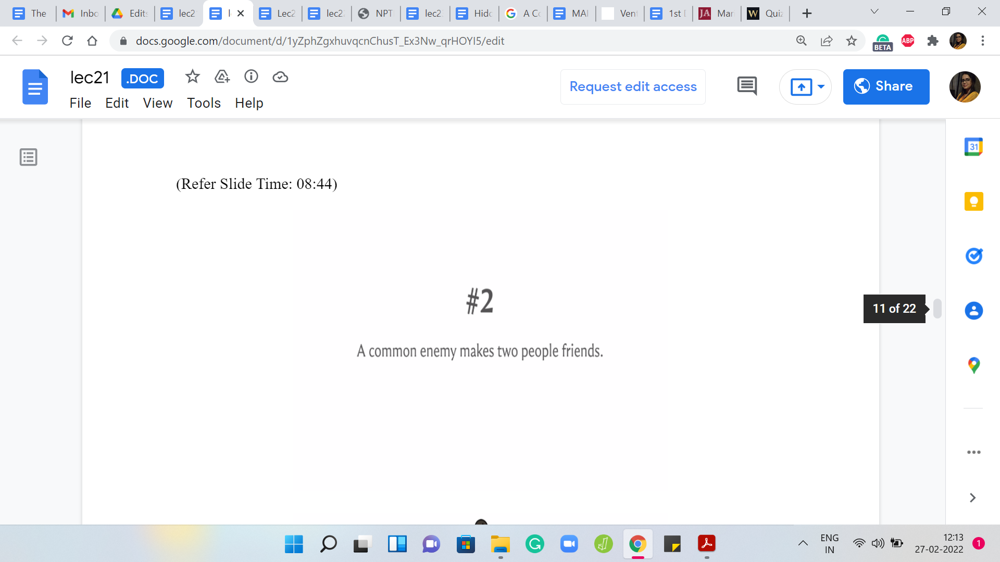 The
Inbo
Edits
lec2
l
Lec2
lec2
NPT
lec2
Hidd
A Co
MAI
Vent
1st
Mar
Quiz
docs.google.com/document/d/1yZphZgxhuvqcnChusT_Ex3Nw_qrHOYI5/edit
BETA
ABP
lec21
.DOC
Request edit access
Share
File Edit View Tools Help
31
(Refer Slide Time: 08:44)
#2
A common enemy makes two people friends.
11 of 22
ENG
IN
12:13
27-02-2022
1